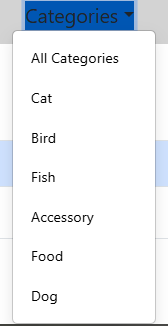 Categories
All Categories
Cat
Bird
Fish
Accessory
Food
Dog